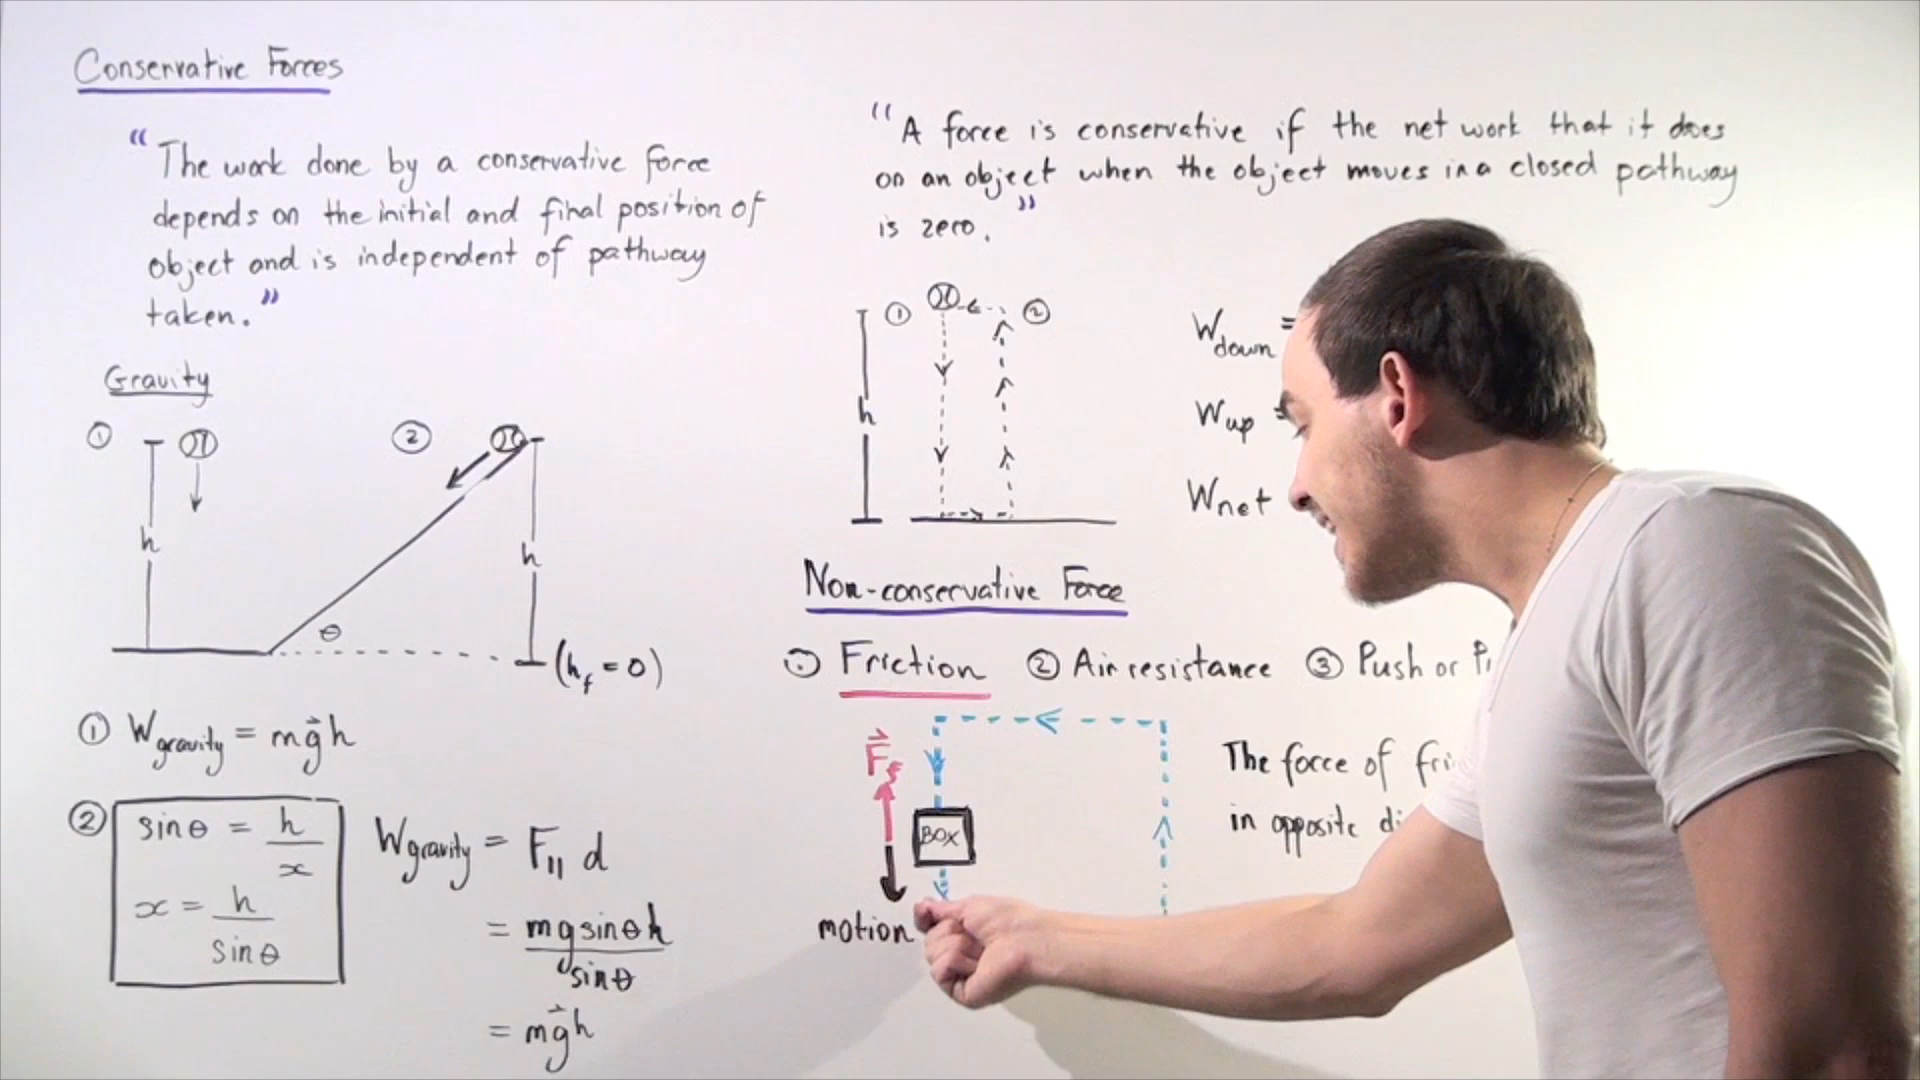 Conservative Forces
"The work done by a conservative force
depends on the initial and final position of
object and is independent of pathway
taken."
Gravity
① ②
h h
θ
(h_f = 0)
① W_gravity = mg⃗h
② sinθ = h/x
x = h/sinθ
W_gravity = F_|| d
= mgsinθh/sinθ
= mg⃗h
"A force is conservative if the net work that it does
on an object when the object moves in a closed pathway
is zero."
① ②
h
W_down =
W_up =
W_net
Non-conservative Force
① Friction ② Air resistance ③ Push or
F⃗_f
BOX
motion
The force of
in opposite